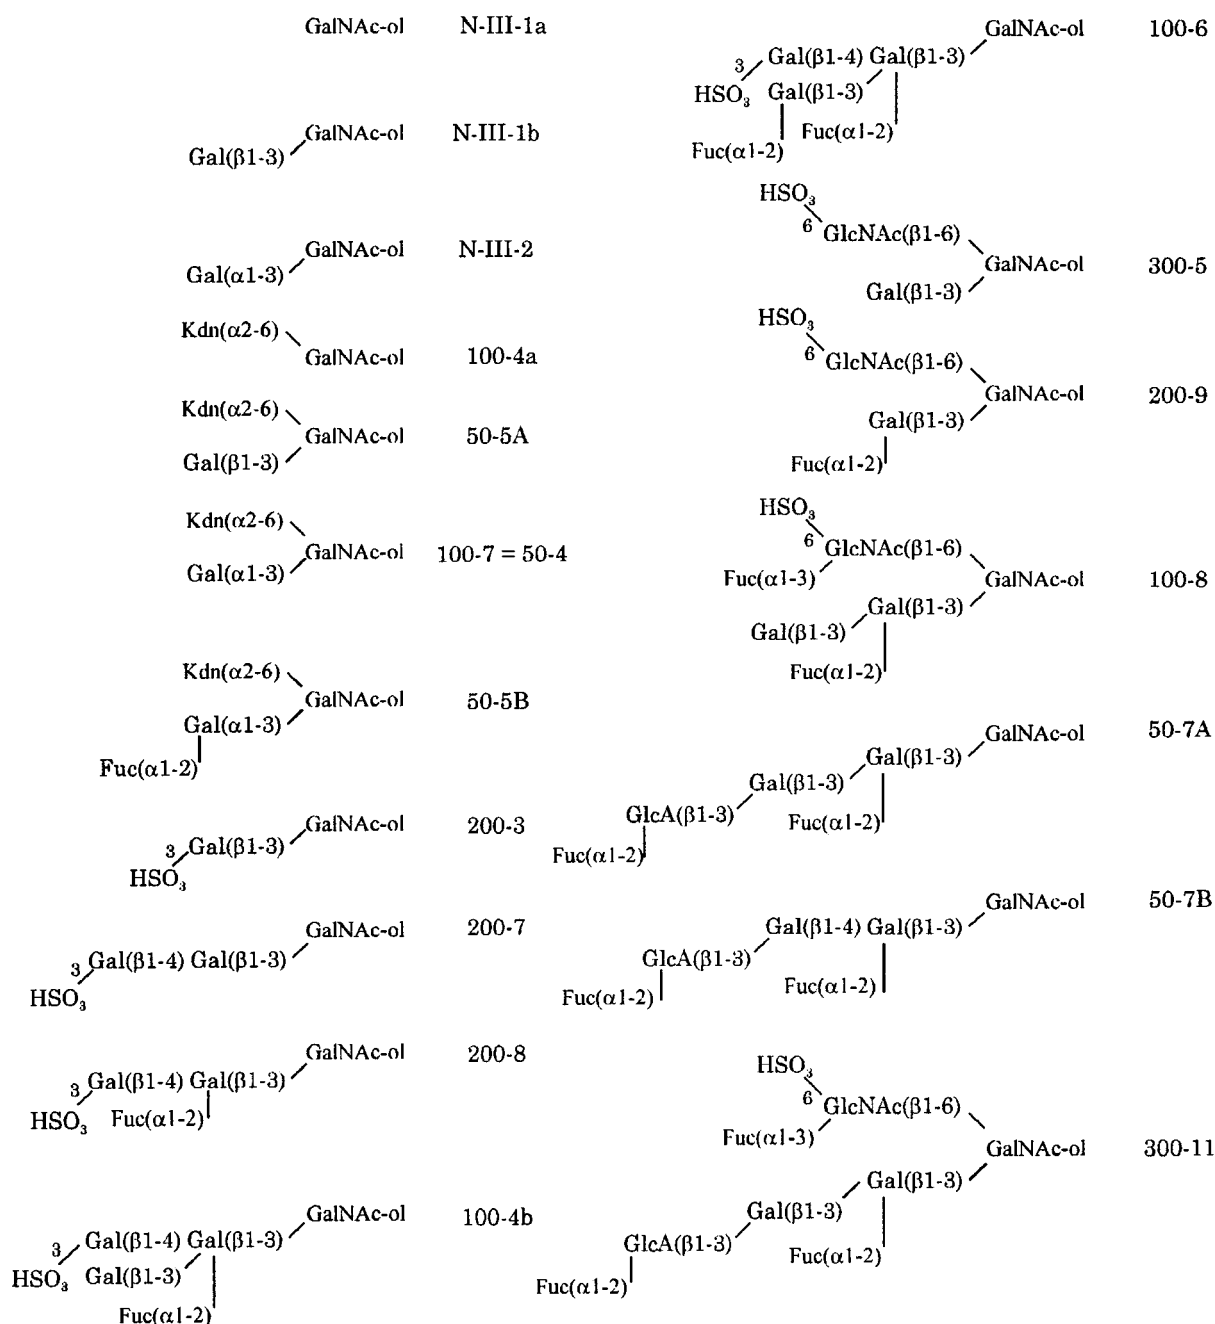 GalNAc-ol N-III-1a
GalNAc-ol N-III-1b
Gal(β1-3)
GalNAc-ol N-III-2
Gal(α1-3)
Kdn(α2-6)
GalNAc-ol 100-4a
Kdn(α2-6)
GalNAc-ol 50-5A
Gal(β1-3)
Kdn(α2-6)
GalNAc-ol 100-7 = 50-4
Gal(α1-3)
Kdn(α2-6)
GalNAc-ol 50-5B
Gal(α1-3)
Fuc(α1-2)
GalNAc-ol 200-3
3 Gal(β1-3)
HSO₃
GalNAc-ol 200-7
3 Gal(β1-4) Gal(β1-3)
HSO₃
GalNAc-ol 200-8
3 Gal(β1-4) Gal(β1-3)
HSO₃ Fuc(α1-2)
GalNAc-ol 100-4b
3 Gal(β1-4) Gal(β1-3)
HSO₃ Gal(β1-3)
Fuc(α1-2)
GalNAc-ol 100-6
3 Gal(β1-4) Gal(β1-3)
HSO₃ Gal(β1-3)
Fuc(α1-2)
Fuc(α1-2)
HSO₃
6 GlcNAc(β1-6)
GalNAc-ol 300-5
Gal(β1-3)
HSO₃
6 GlcNAc(β1-6)
GalNAc-ol 200-9
Gal(β1-3)
Fuc(α1-2)
HSO₃
6 GlcNAc(β1-6)
Fuc(α1-3)
GalNAc-ol 100-8
Gal(β1-3)
Gal(β1-3)
Fuc(α1-2)
GalNAc-ol 50-7A
Gal(β1-3)
Gal(β1-3)
GlcA(β1-3)
Fuc(α1-2)
Fuc(α1-2)
GalNAc-ol 50-7B
Gal(β1-4) Gal(β1-3)
GlcA(β1-3)
Fuc(α1-2)
Fuc(α1-2)
HSO₃
6 GlcNAc(β1-6)
Fuc(α1-3)
GalNAc-ol 300-11
Gal(β1-3)
Gal(β1-3)
GlcA(β1-3)
Fuc(α1-2)
Fuc(α1-2)